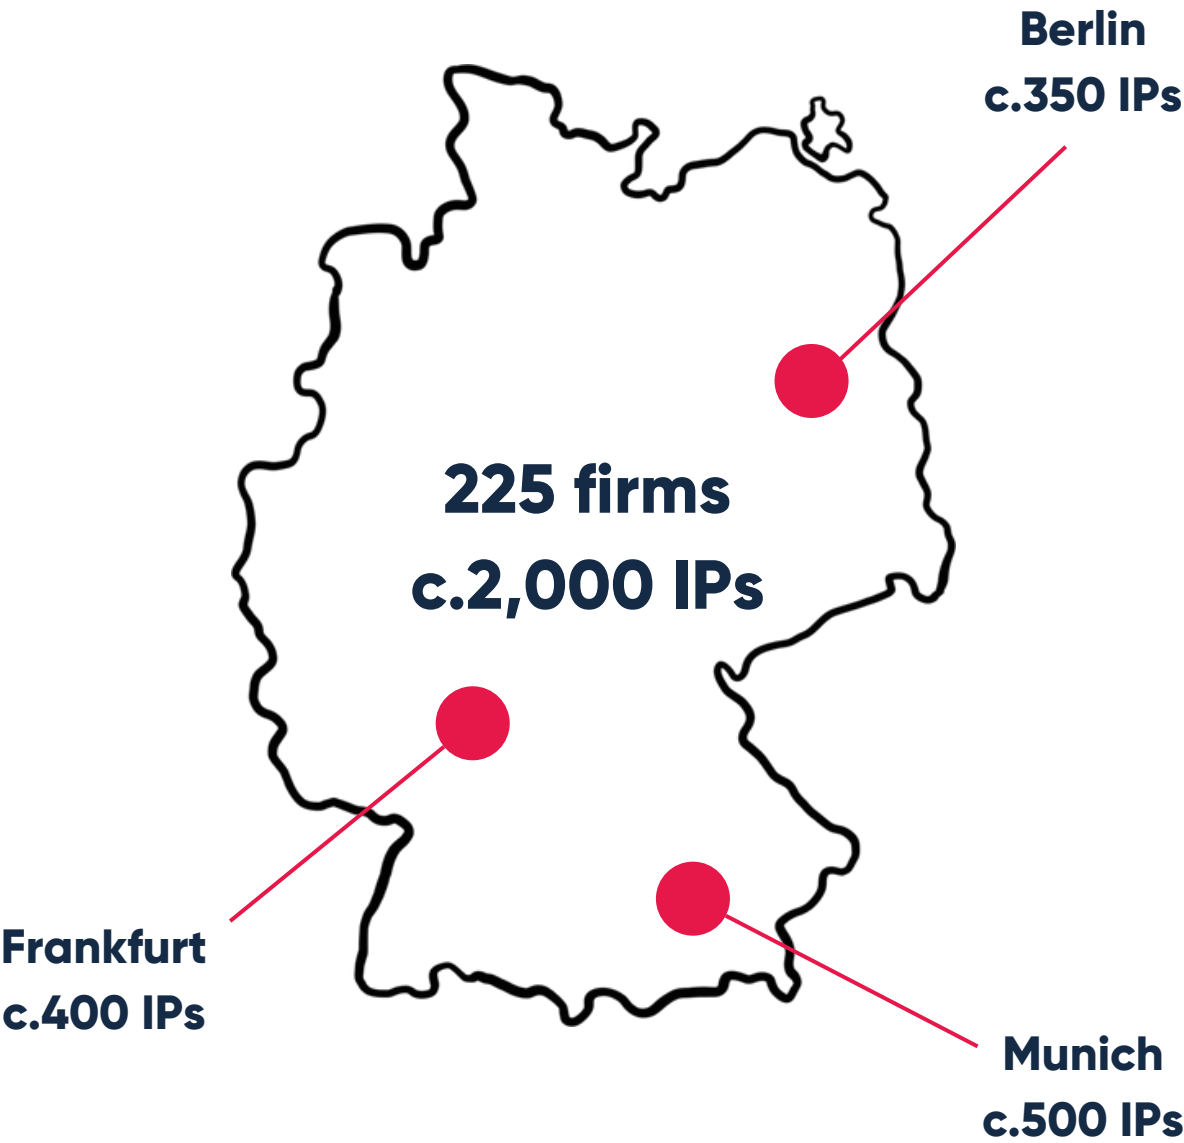 Berlin
c.350 IPs
225 firms
c.2,000 IPs
Frankfurt
c.400 IPs
Munich
c.500 IPs